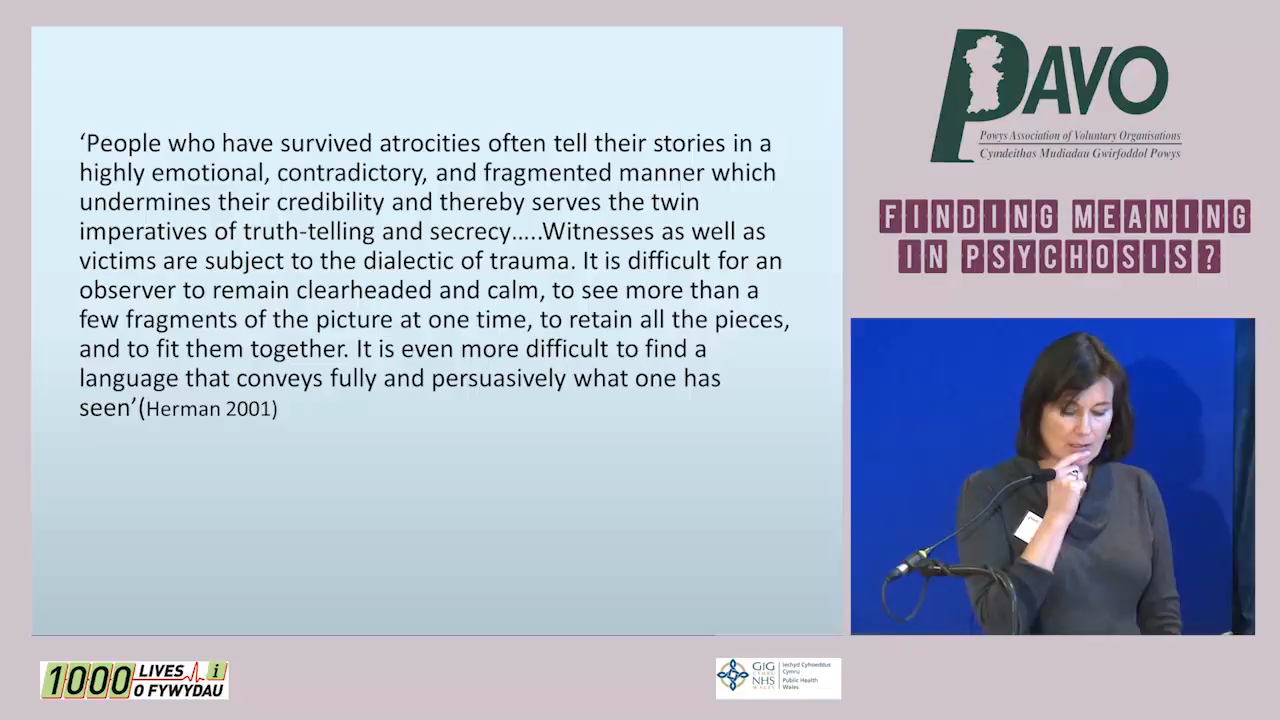 ‘People who have survived atrocities often tell their stories in a
highly emotional, contradictory, and fragmented manner which
undermines their credibility and thereby serves the twin
imperatives of truth-telling and secrecy…..Witnesses as well as
victims are subject to the dialectic of trauma. It is difficult for an
observer to remain clearheaded and calm, to see more than a
few fragments of the picture at one time, to retain all the pieces,
and to fit them together. It is even more difficult to find a
language that conveys fully and persuasively what one has
seen’(Herman 2001)
PAVO
Powys Association of Voluntary Organisations
Cymdeithas Mudiadau Gwirfoddol Powys
FINDING MEANING
IN PSYCHOSIS?
1000 LIVES i
O FYWYDAU
GIG
CYMRU
NHS
WALES
Iechyd Cyhoeddus
Cymru
Public Health
Wales